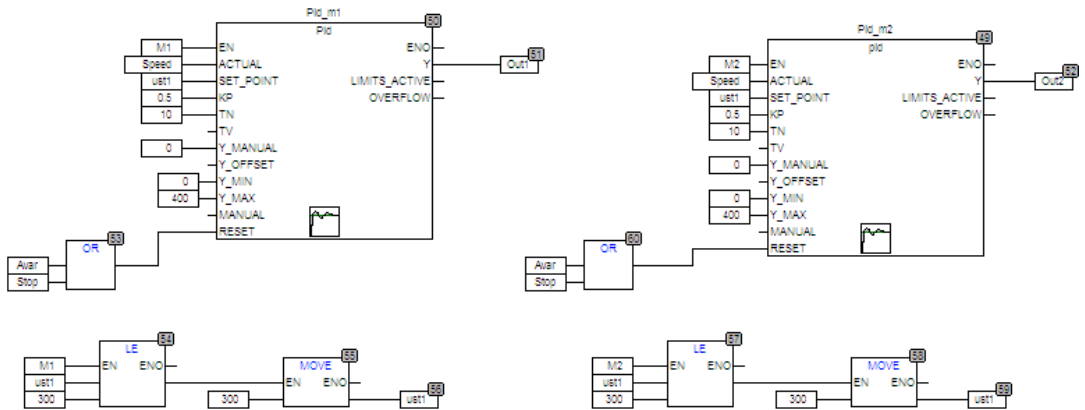 Pid_m1
50
Pid
M1
EN
ENO
51
Speed
ACTUAL
Y
Out1
ust1
SET_POINT
LIMITS_ACTIVE
0.5
KP
OVERFLOW
10
TN
TV
0
Y_MANUAL
Y_OFFSET
0
Y_MIN
400
Y_MAX
MANUAL
RESET
53
OR
Avar
Stop
Pid_m2
49
pid
M2
EN
ENO
52
Speed
ACTUAL
Y
Out2
ust1
SET_POINT
LIMITS_ACTIVE
0.5
KP
OVERFLOW
10
TN
TV
0
Y_MANUAL
Y_OFFSET
0
Y_MIN
400
Y_MAX
MANUAL
RESET
60
OR
Avar
Stop
54
LE
M1
EN
ENO
ust1
300
55
MOVE
EN
ENO
56
300
ust1
57
LE
M2
EN
ENO
ust1
300
58
MOVE
EN
ENO
59
300
ust1